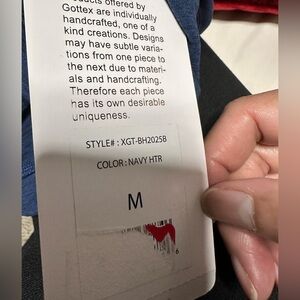 products offered by
Gottex are individually
handcrafted, one of a
kind creations. Designs
may have subtle varia-
tions from one piece to
the next due to materi-
als and handcrafting.
Therefore each piece
has its own desirable
uniqueness.
STYLE# : XGT-BH2025B
COLOR : NAVY HTR
M
6